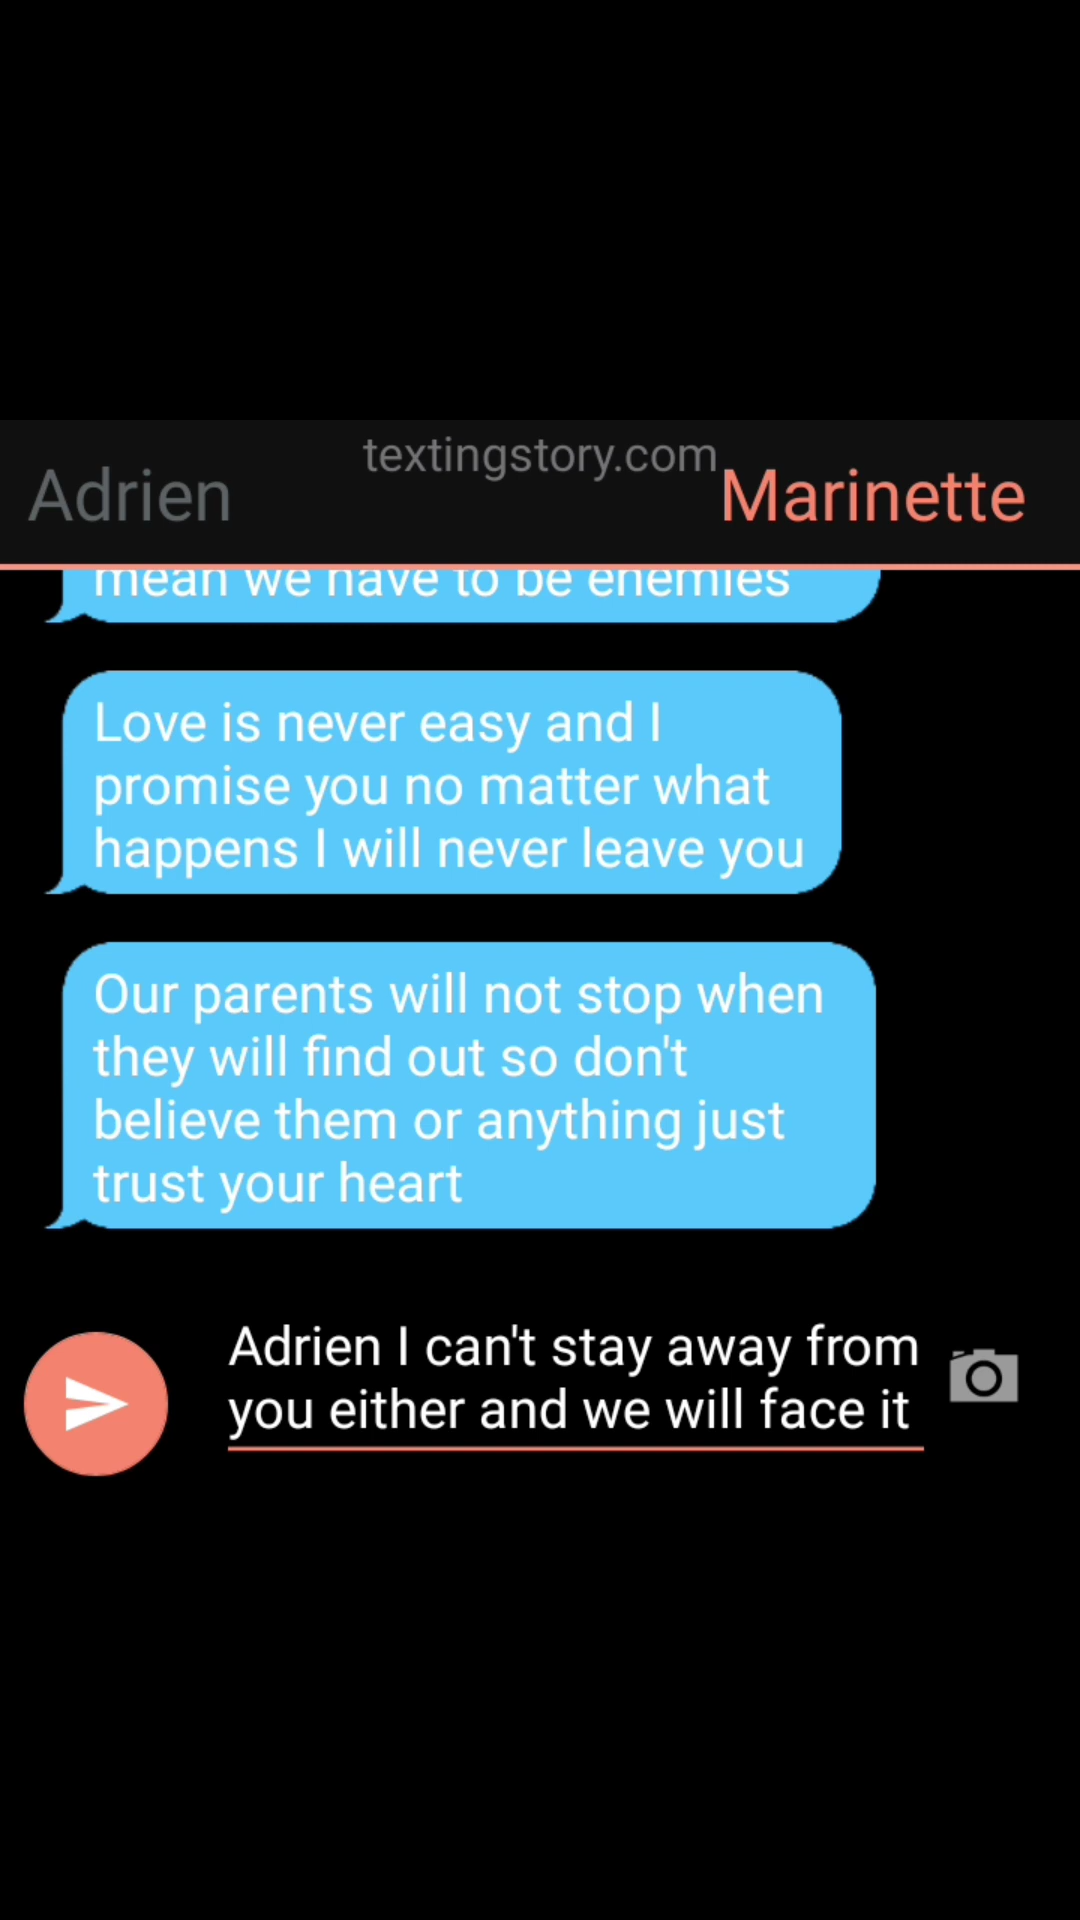 textingstory.com
Adrien
Marinette
mean we have to be enemies
Love is never easy and I
promise you no matter what
happens I will never leave you
Our parents will not stop when
they will find out so don't
believe them or anything just
trust your heart
Adrien I can't stay away from
you either and we will face it